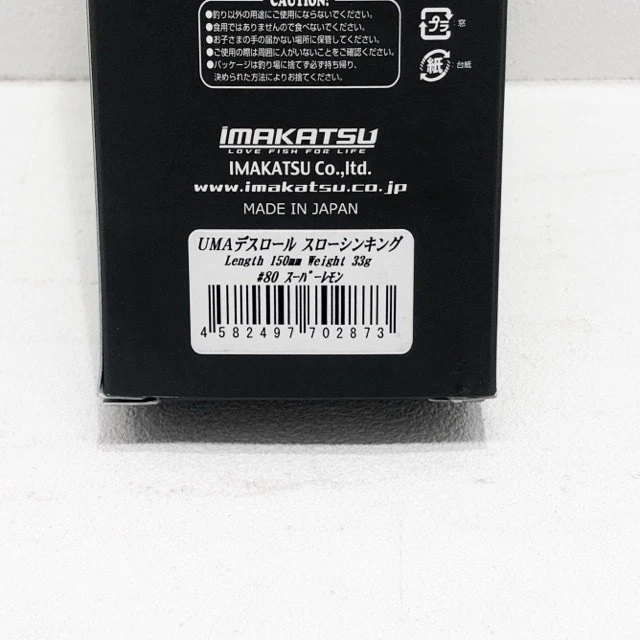 CAUTION:
●釣り以外の用途にご使用にならないでください。
●食用ではありませんので食べないでください。
●お子さまの手の届かない場所に保管してください。
●ご使用の際は周囲に人がいないことをご確認ください。
●パッケージは釣り場に捨てず必ず持ち帰り、
決められた方法によりお捨てください。
プラ
:窓
紙
:台紙
IMAKATSU
LOVE FISH FOR LIFE
IMAKATSU Co.,ltd.
www.imakatsu.co.jp
MADE IN JAPAN
UMAデスロール スローシンキング
Length 150mm Weight 33g
#80 スーパーレモン
4 582497 702873